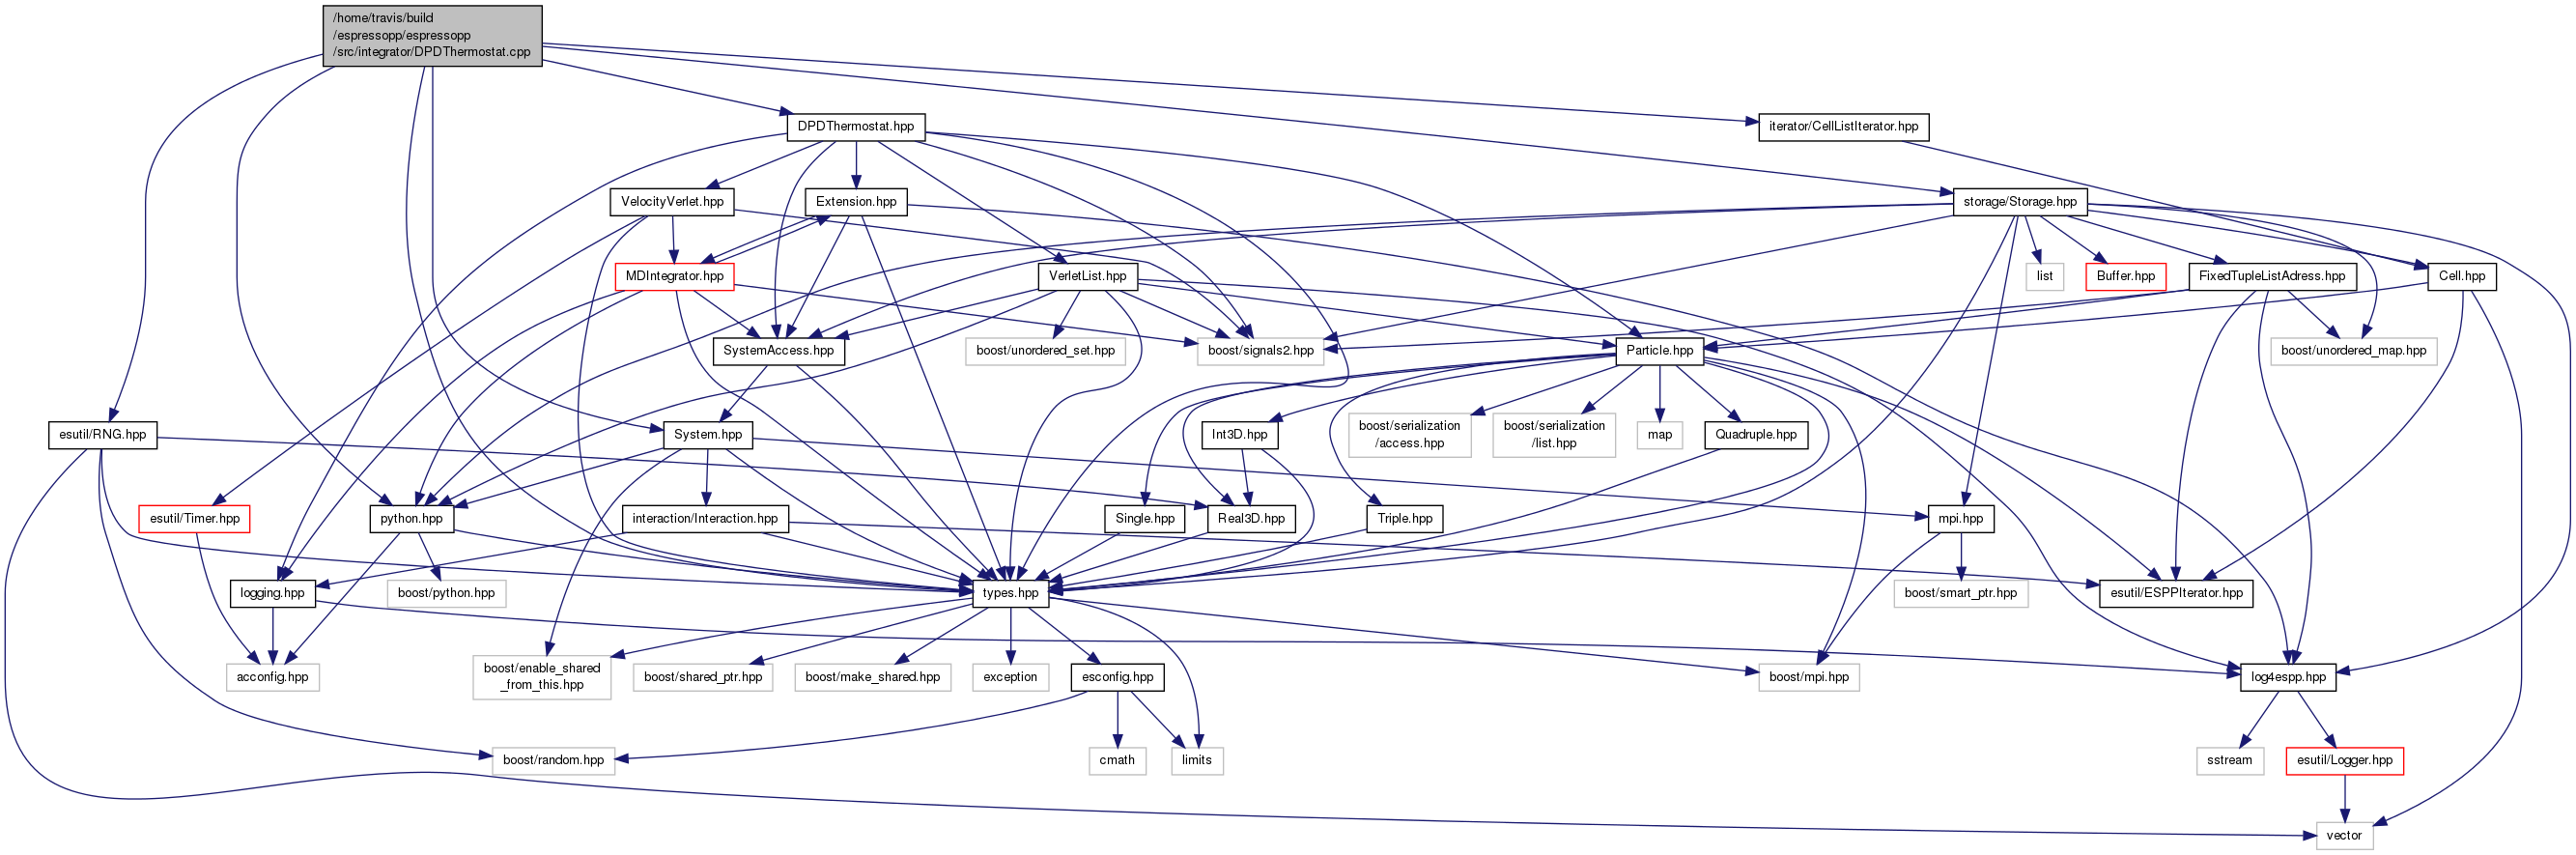 /home/travis/build
/espressopp/espressopp
/src/integrator/DPDThermostat.cpp
DPDThermostat.hpp
iterator/CellListIterator.hpp
VelocityVerlet.hpp
Extension.hpp
storage/Storage.hpp
MDIntegrator.hpp
VerletList.hpp
list
Buffer.hpp
FixedTupleListAdress.hpp
Cell.hpp
SystemAccess.hpp
boost/unordered_set.hpp
boost/signals2.hpp
Particle.hpp
boost/unordered_map.hpp
esutil/RNG.hpp
System.hpp
Int3D.hpp
boost/serialization
/access.hpp
boost/serialization
/list.hpp
map
Quadruple.hpp
esutil/Timer.hpp
python.hpp
interaction/Interaction.hpp
Single.hpp
Real3D.hpp
Triple.hpp
mpi.hpp
logging.hpp
boost/python.hpp
types.hpp
boost/smart_ptr.hpp
esutil/ESPPIterator.hpp
acconfig.hpp
boost/enable_shared
_from_this.hpp
boost/shared_ptr.hpp
boost/make_shared.hpp
exception
esconfig.hpp
boost/mpi.hpp
log4espp.hpp
boost/random.hpp
cmath
limits
sstream
esutil/Logger.hpp
vector